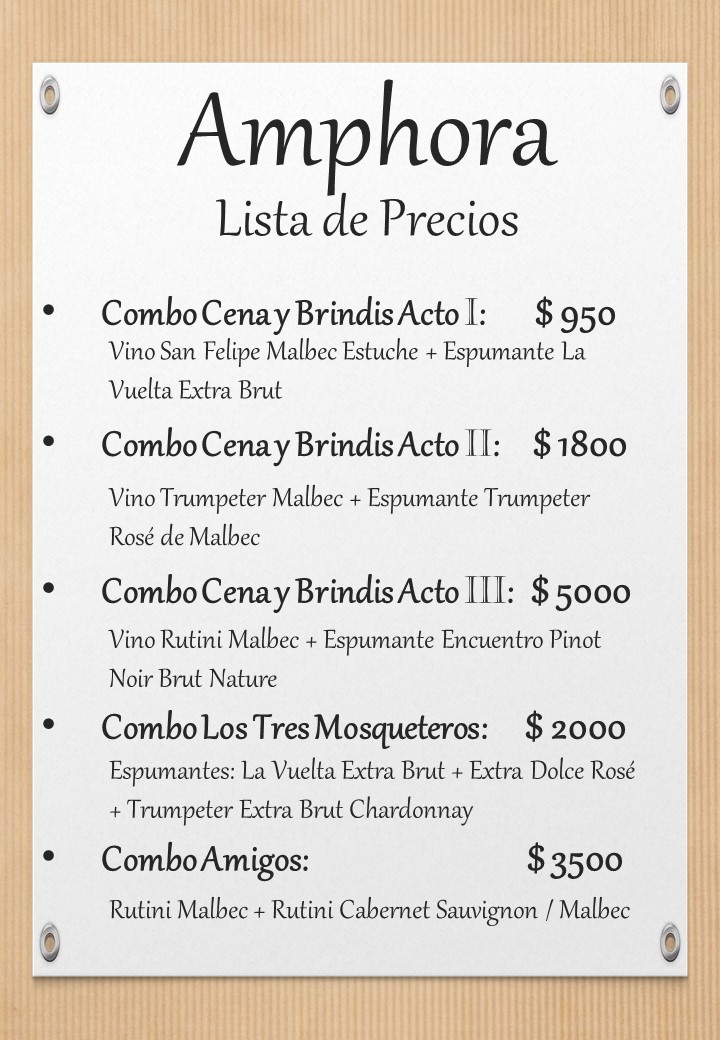 Amphora
Lista de Precios
• Combo Cena y Brindis Acto I: $ 950
Vino San Felipe Malbec Estuche + Espumante La
Vuelta Extra Brut
• Combo Cena y Brindis Acto II: $ 1800
Vino Trumpeter Malbec + Espumante Trumpeter
Rosé de Malbec
• Combo Cena y Brindis Acto III: $ 5000
Vino Rutini Malbec + Espumante Encuentro Pinot
Noir Brut Nature
• Combo Los Tres Mosqueteros: $ 2000
Espumantes: La Vuelta Extra Brut + Extra Dolce Rosé
+ Trumpeter Extra Brut Chardonnay
• Combo Amigos: $ 3500
Rutini Malbec + Rutini Cabernet Sauvignon / Malbec